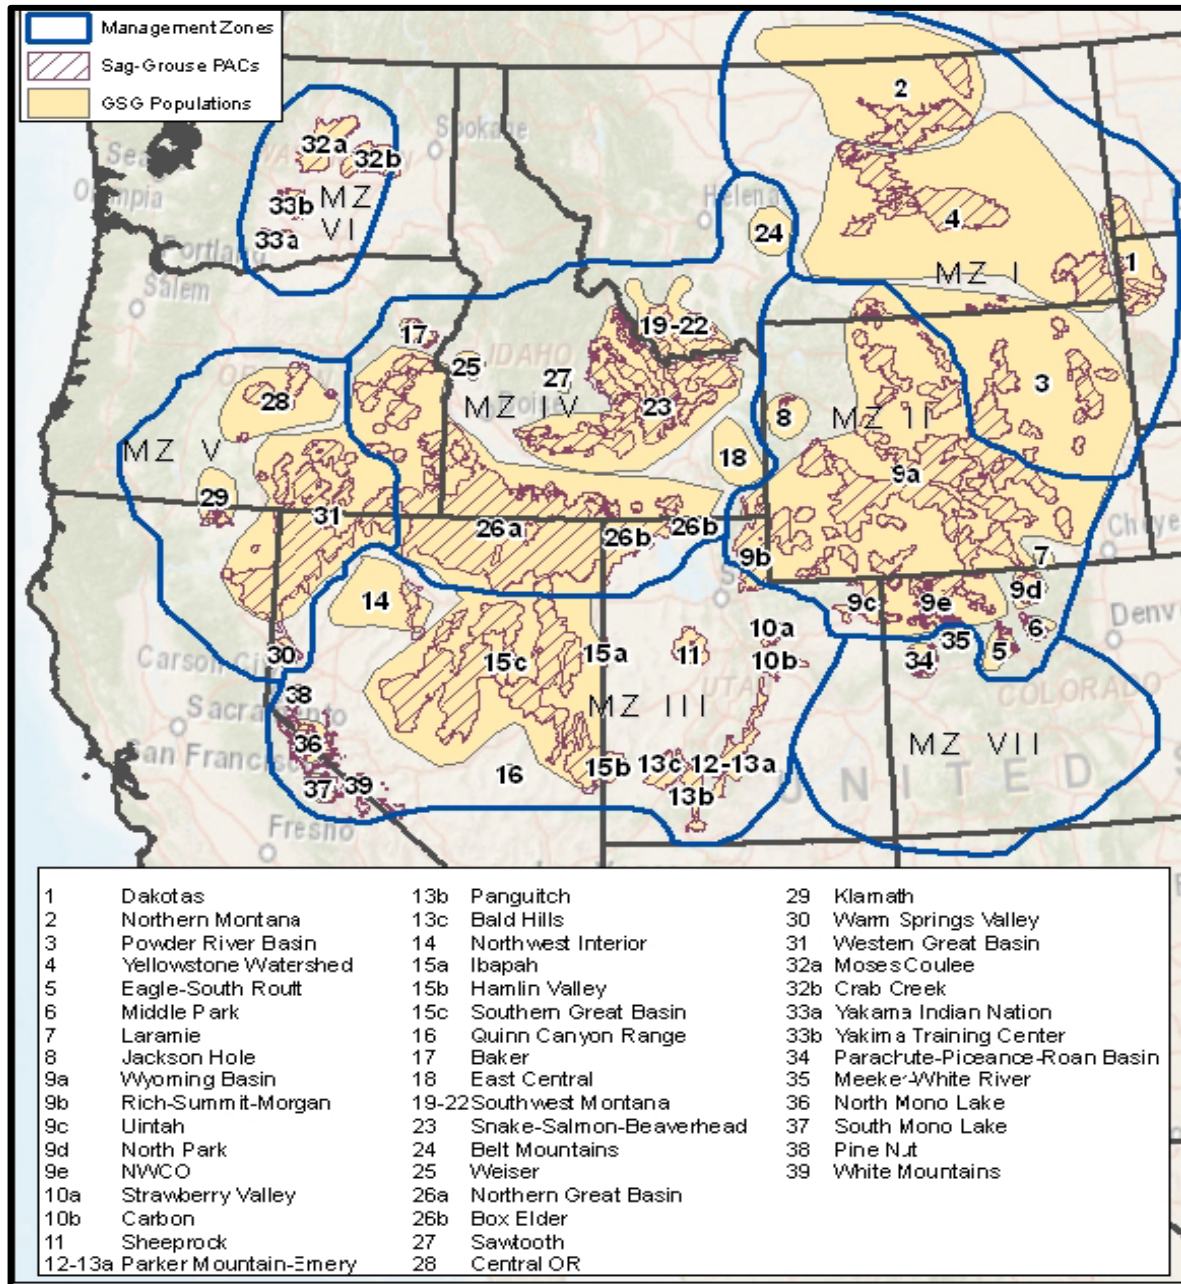 Management Zones
Sag-Grouse PACs
GSG Populations
2
32a
32b
Spokane
Sea
Olympia
33b
MZ
VI
33a
Portland
Helena
24
4
1
MZ I
Salem
17
19-22
25
IDAHO
27
3
28
MZ IV
23
8
MZ II
MZ V
18
9a
29
31
26a
26b
26b
9b
7
Cheye
14
9c
9e
9d
Denv
10a
6
35
5
30
Carson City
15c
15a
11
10b
34
COLORADO
38
UTAH
MZ III
Sacramento
MZ VII
36
San Francisco
16
15b
13c
12-13a
UNITED S
37
39
13b
Fresno
1 Dakotas
2 Northern Montana
3 Powder River Basin
4 Yellowstone Watershed
5 Eagle-South Routt
6 Middle Park
7 Laramie
8 Jackson Hole
9a Wyoming Basin
9b Rich-Summit-Morgan
9c Uintah
9d North Park
9e NWCO
10a Strawberry Valley
10b Carbon
11 Sheeprock
12-13a Parker Mountain-Emery
13b Panguitch
13c Bald Hills
14 Northwest Interior
15a Ibapah
15b Hamlin Valley
15c Southern Great Basin
16 Quinn Canyon Range
17 Baker
18 East Central
19-22 Southwest Montana
23 Snake-Salmon-Beaverhead
24 Belt Mountains
25 Weiser
26a Northern Great Basin
26b Box Elder
27 Sawtooth
28 Central OR
29 Klamath
30 Warm Springs Valley
31 Western Great Basin
32a Moses Coulee
32b Crab Creek
33a Yakama Indian Nation
33b Yakima Training Center
34 Parachute-Piceance-Roan Basin
35 Meeker-White River
36 North Mono Lake
37 South Mono Lake
38 Pine Nut
39 White Mountains